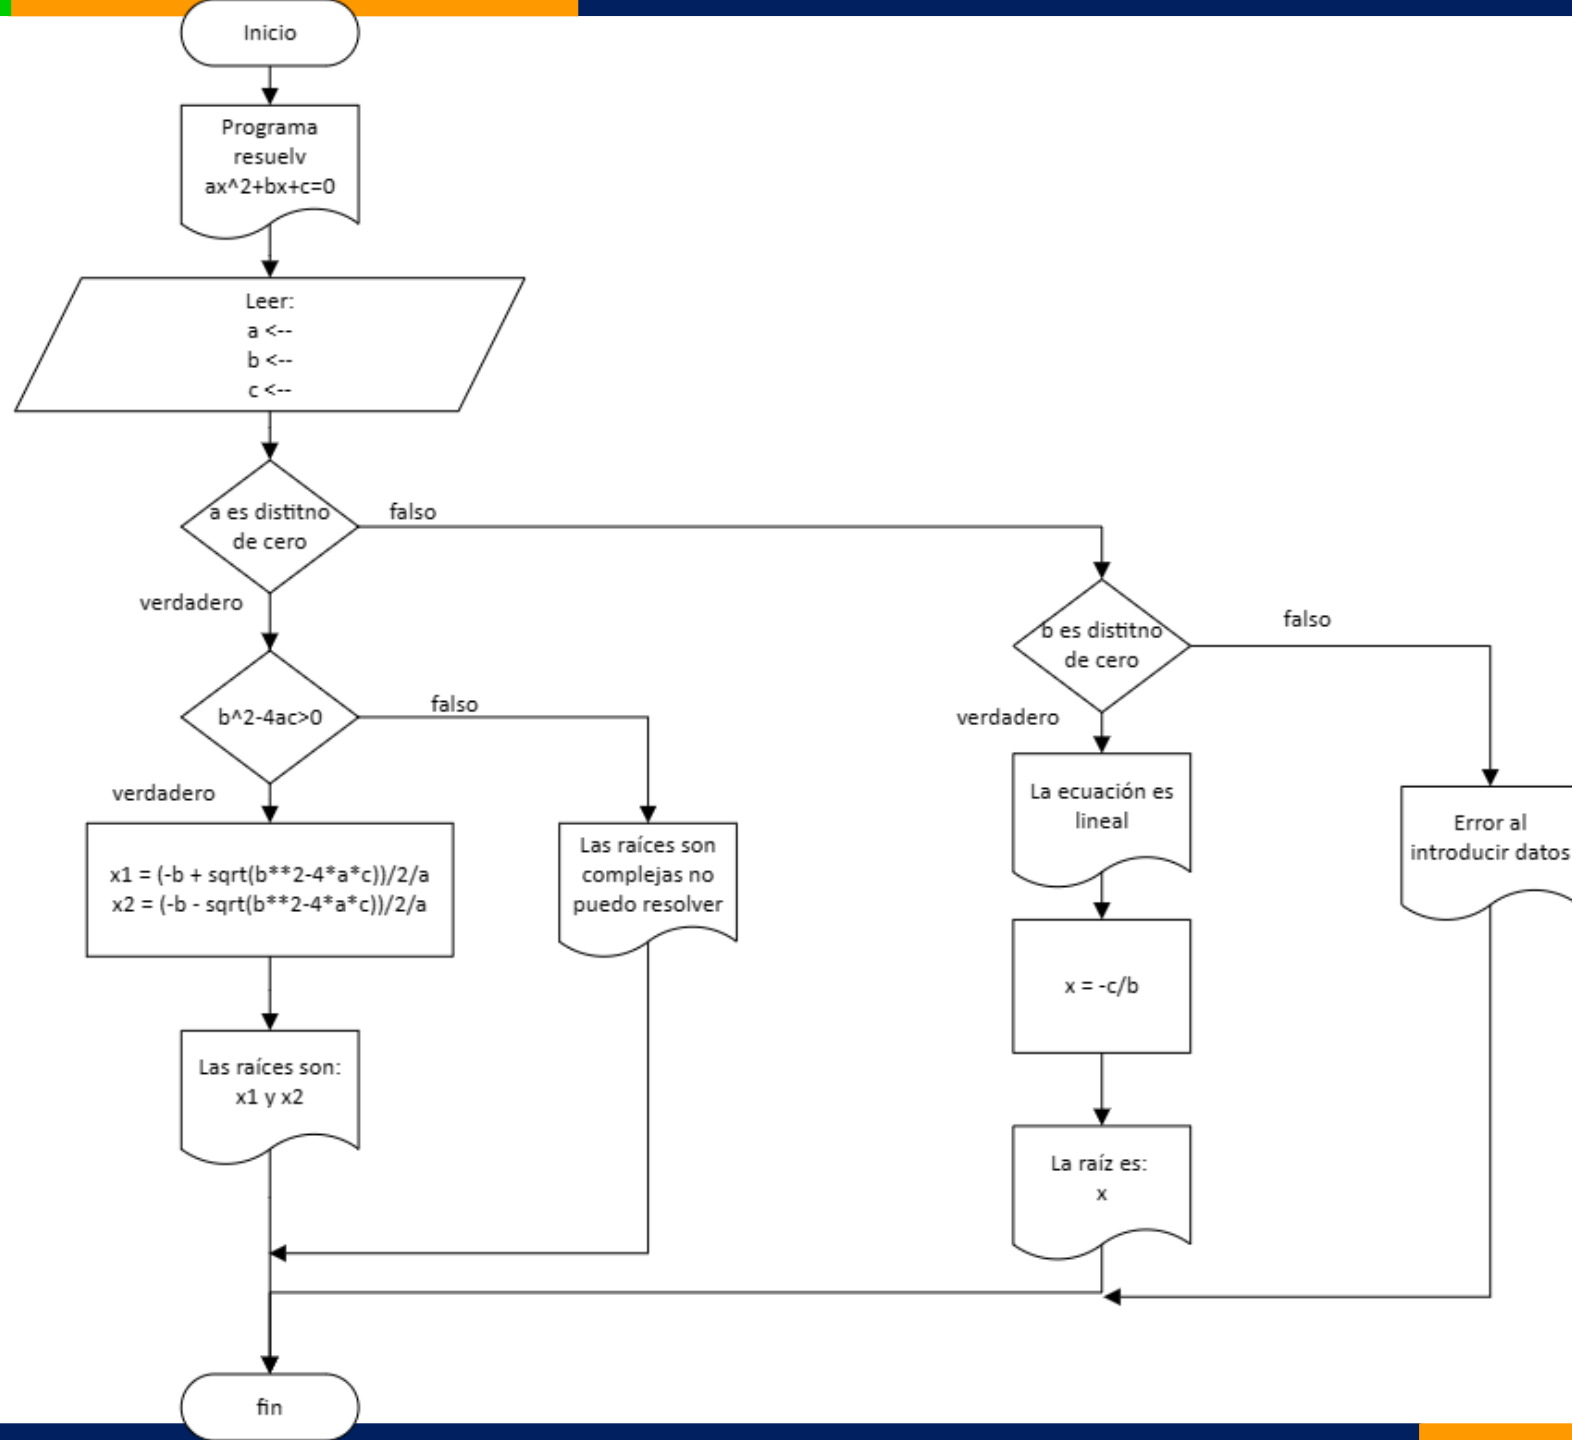 Inicio
Programa
resuelv
ax^2+bx+c=0
Leer:
a <--
b <--
c <--
a es distitno
de cero
falso
verdadero
b^2-4ac>0
falso
verdadero
x1 = (-b + sqrt(b**2-4*a*c))/2/a
x2 = (-b - sqrt(b**2-4*a*c))/2/a
Las raíces son:
x1 y x2
Las raíces son
complejas no
puedo resolver
b es distitno
de cero
falso
verdadero
La ecuación es
lineal
x = -c/b
La raíz es:
x
Error al
introducir datos
fin